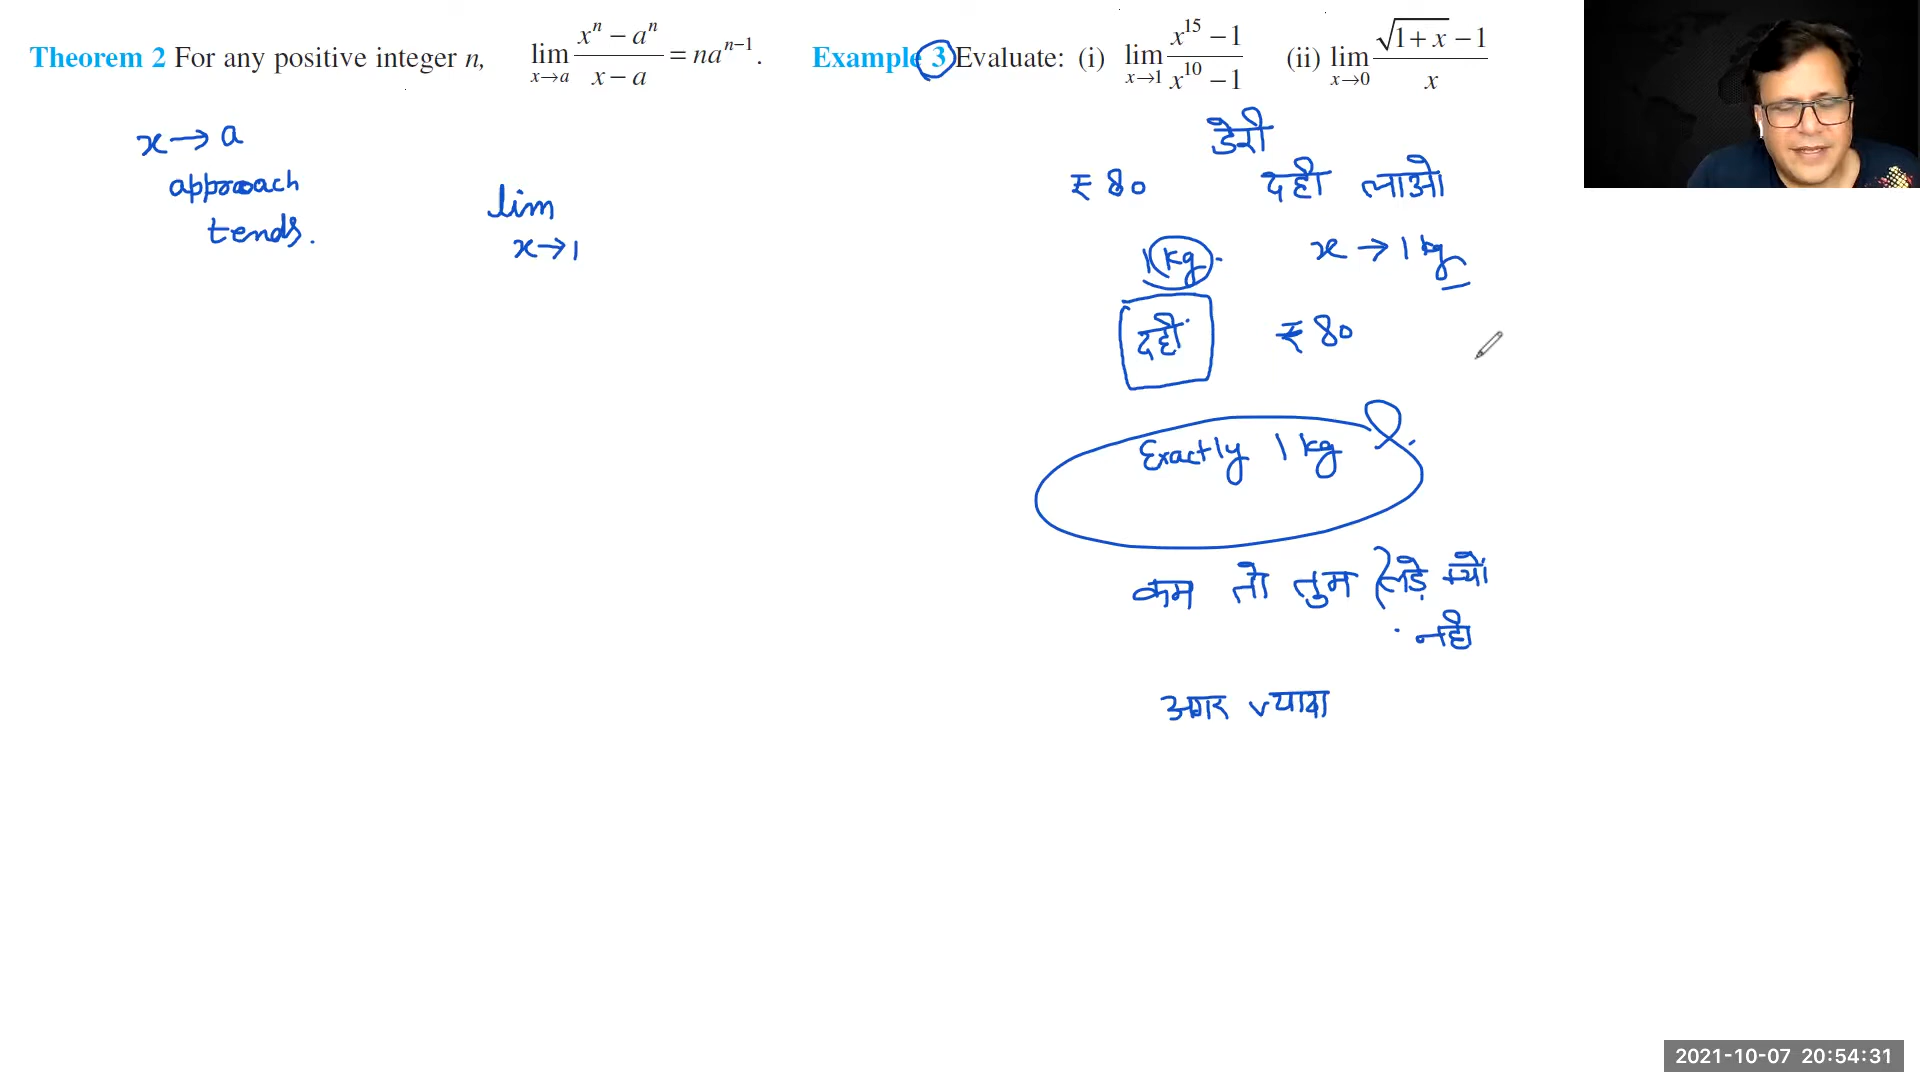 Theorem 2 For any positive integer n, lim x→a (xⁿ − aⁿ)/(x − a) = naⁿ⁻¹.
Example 3 Evaluate: (i) lim x→1 (x¹⁵ − 1)/(x¹⁰ − 1) (ii) lim x→0 (√(1+x) − 1)/x
x → a
approach
tends.
lim
x → 1
डेरी
₹ 80 दही लाओ
1 kg. x → 1 kg
दही ₹ 80
Exactly 1 kg
कम तो तुम लड़े क्यों
नही
अगर ज्यादा
2021-10-07 20:54:31